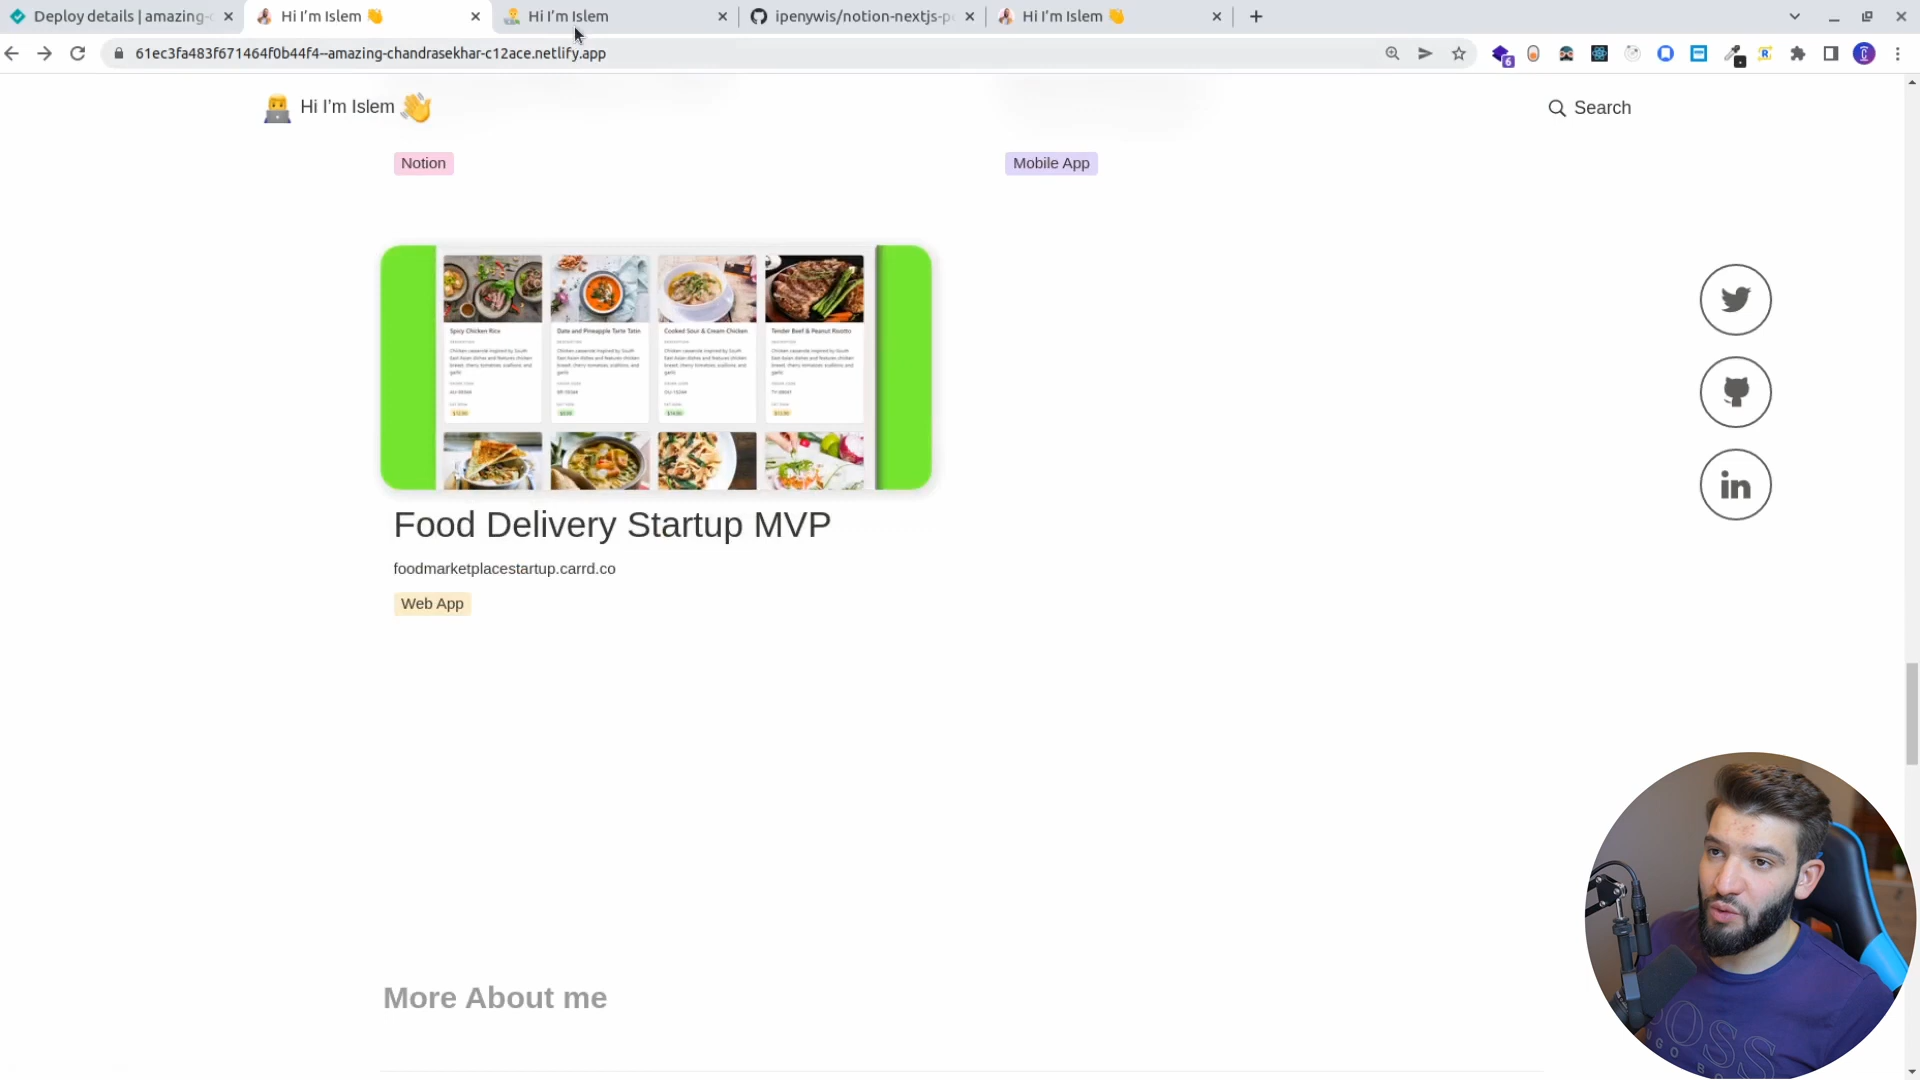 Deploy details | amazing-
Hi I'm Islem 👋
Hi I'm Islem
ipenywis/notion-nextjs-p
Hi I'm Islem 👋
61ec3fa483f671464f0b44f4--amazing-chandrasekhar-c12ace.netlify.app
6
Hi I'm Islem 👋
Search
Notion
Mobile App
Spicy Chicken Rice
Date and Pineapple Tarte Tatin
Cooked Sour & Cream Chicken
Tender Beef & Peanut Risotto
Food Delivery Startup MVP
foodmarketplacestartup.carrd.co
Web App
More About me
BOSS